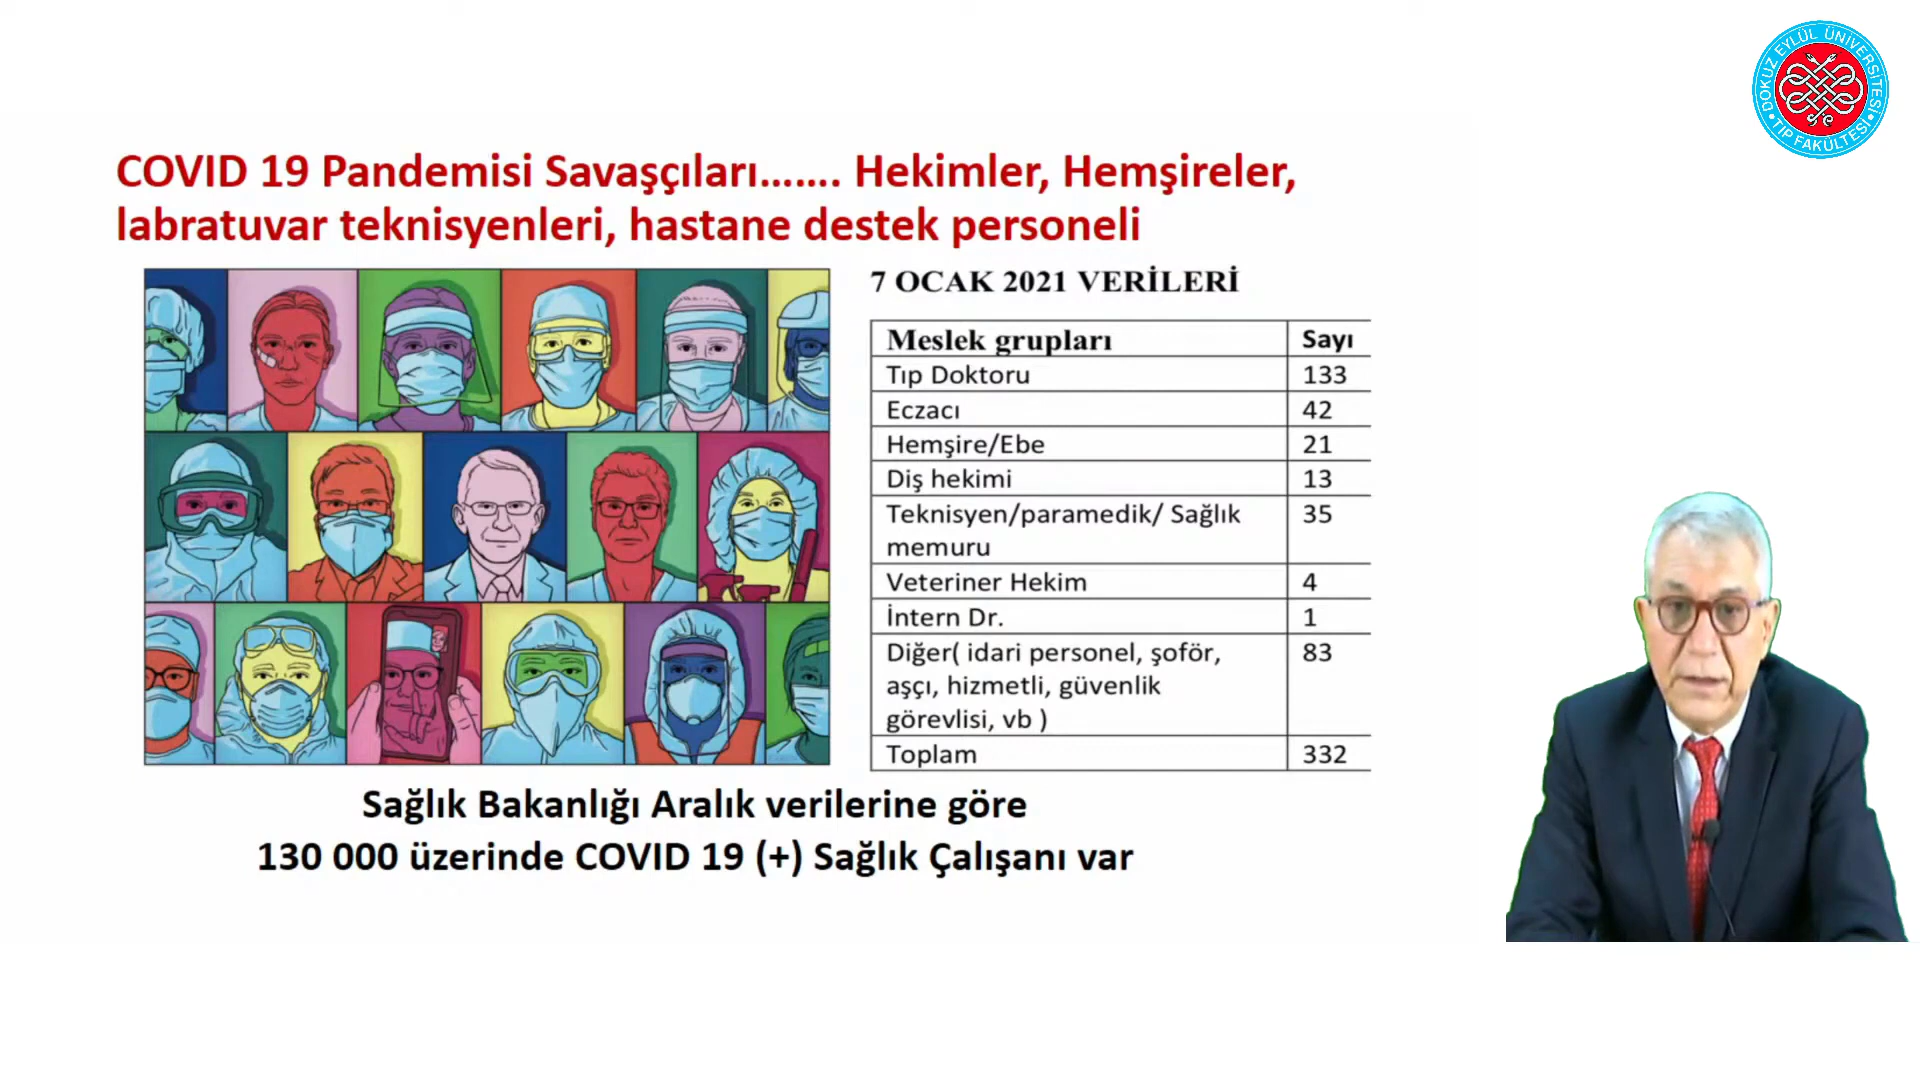 DOKUZ EYLÜL ÜNİVERSİTESİ
• TIP FAKÜLTESİ •
COVID 19 Pandemisi Savaşçıları....... Hekimler, Hemşireler,
labratuvar teknisyenleri, hastane destek personeli
7 OCAK 2021 VERİLERİ
Meslek grupları Sayı
Tıp Doktoru 133
Eczacı 42
Hemşire/Ebe 21
Diş hekimi 13
Teknisyen/paramedik/ Sağlık 35
memuru
Veteriner Hekim 4
İntern Dr. 1
Diğer( idari personel, şoför, 83
aşçı, hizmetli, güvenlik
görevlisi, vb )
Toplam 332
Sağlık Bakanlığı Aralık verilerine göre
130 000 üzerinde COVID 19 (+) Sağlık Çalışanı var